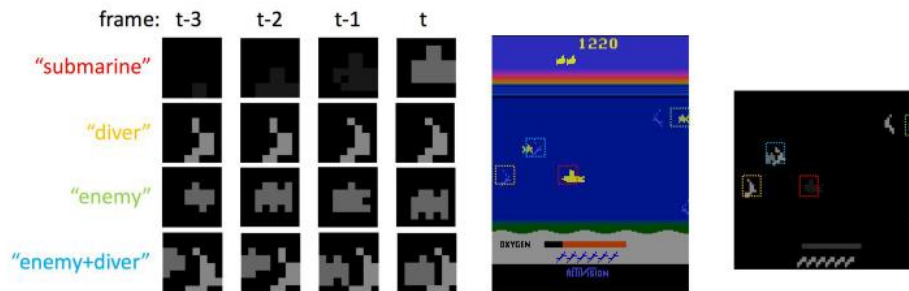 frame: t-3 t-2 t-1 t
“submarine”
“diver”
“enemy”
“enemy+diver”
1220
OXYGEN
ACTIVISION